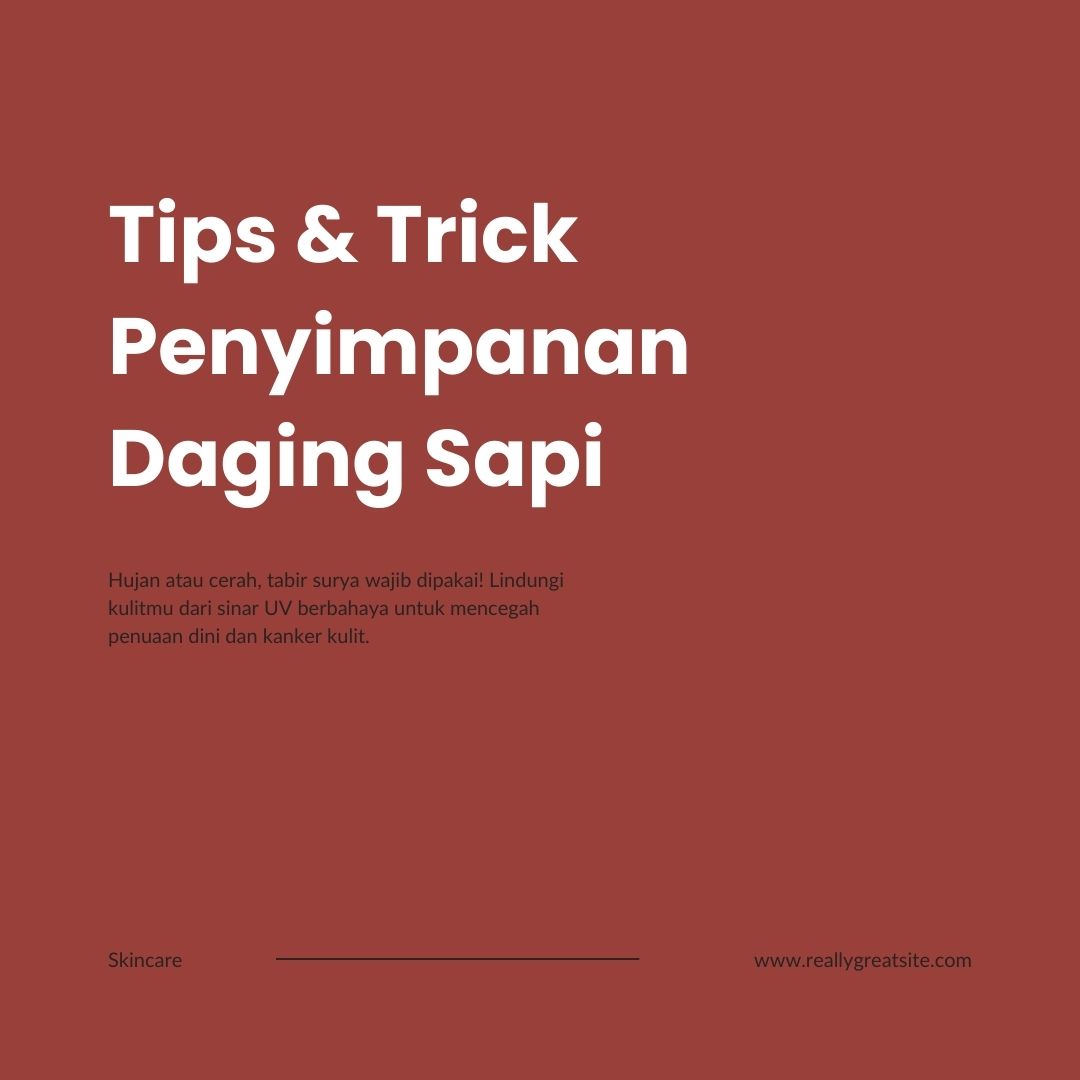 Tips & Trick
Penyimpanan
Daging Sapi
Hujan atau cerah, tabir surya wajib dipakai! Lindungi
kulitmu dari sinar UV berbahaya untuk mencegah
penuaan dini dan kanker kulit.
Skincare
www.reallygreatsite.com